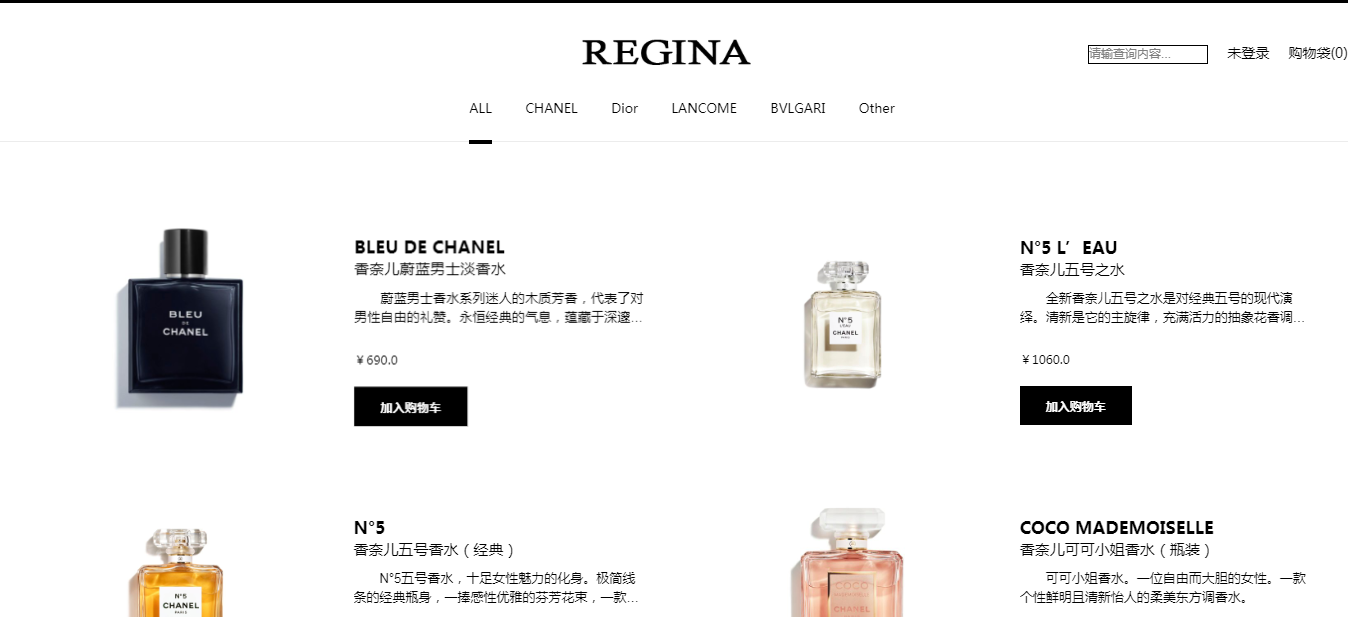 REGINA
请输查询内容...
未登录
购物袋(0)
ALL CHANEL Dior LANCOME BVLGARI Other
BLEU DE CHANEL
BLEU DE CHANEL
香奈儿蔚蓝男士淡香水
蔚蓝男士香水系列迷人的木质芳香，代表了对
男性自由的礼赞。永恒经典的气息，蕴藏于深邃...
￥690.0
加入购物车
N°5
L'EAU
CHANEL
PARIS
N°5 L’EAU
香奈儿五号之水
全新香奈儿五号之水是对经典五号的现代演
绎。清新是它的主旋律，充满活力的抽象花香调...
￥1060.0
加入购物车
N°5
CHANEL
PARIS
N°5
香奈儿五号香水（经典）
N°5五号香水，十足女性魅力的化身。极简线
条的经典瓶身，一捧感性优雅的芬芳花束，一款...
COCO
MADEMOISELLE
CHANEL
COCO MADEMOISELLE
香奈儿可可小姐香水（瓶装）
可可小姐香水。一位自由而大胆的女性。一款
个性鲜明且清新怡人的柔美东方调香水。